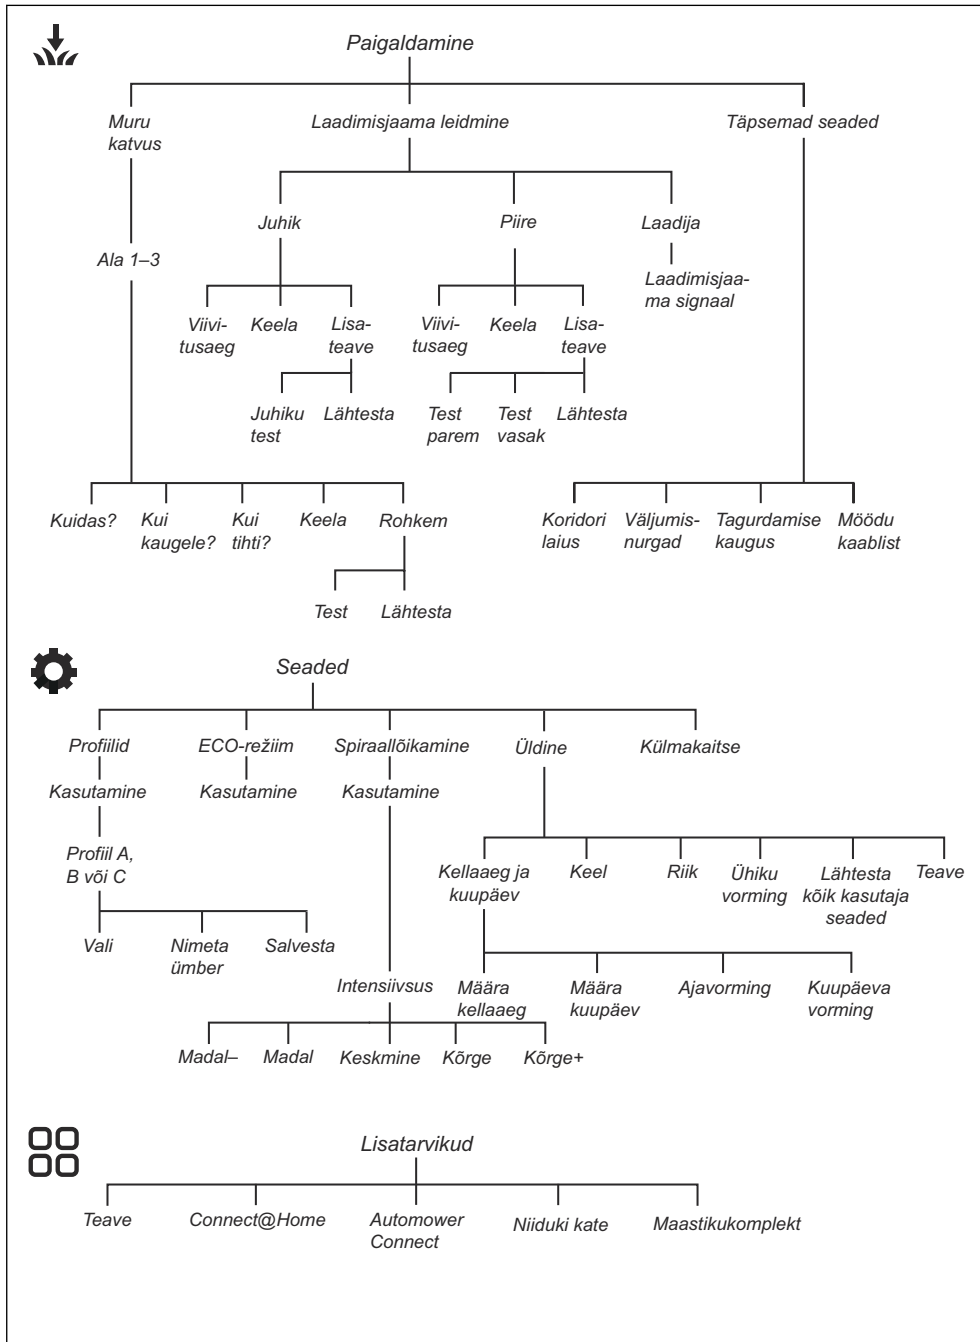 Paigaldamine
Muru
katvus
Laadimisjaama leidmine
Täpsemad seaded
Juhik
Piire
Laadija
Ala 1–3
Laadimisjaa-
ma signaal
Viivi-
tusaeg
Keela
Lisa-
teave
Viivi-
tusaeg
Keela
Lisa-
teave
Juhiku
test
Lähtesta
Test
parem
Test
vasak
Lähtesta
Kuidas?
Kui
kaugele?
Kui
tihti?
Keela
Rohkem
Koridori
laius
Väljumis-
nurgad
Tagurdamise
kaugus
Möödu
kaablist
Test
Lähtesta
Seaded
Profiilid
ECO-režiim
Spiraallõikamine
Üldine
Külmakaitse
Kasutamine
Kasutamine
Kasutamine
Profiil A,
B või C
Kellaaeg ja
kuupäev
Keel
Riik
Ühiku
vorming
Lähtesta
kõik kasutaja
seaded
Teave
Vali
Nimeta
ümber
Salvesta
Intensiivsus
Määra
kellaaeg
Määra
kuupäev
Ajavorming
Kuupäeva
vorming
Madal–
Madal
Keskmine
Kõrge
Kõrge+
Lisatarvikud
Teave
Connect@Home
Automower
Connect
Niiduki kate
Maastikukomplekt